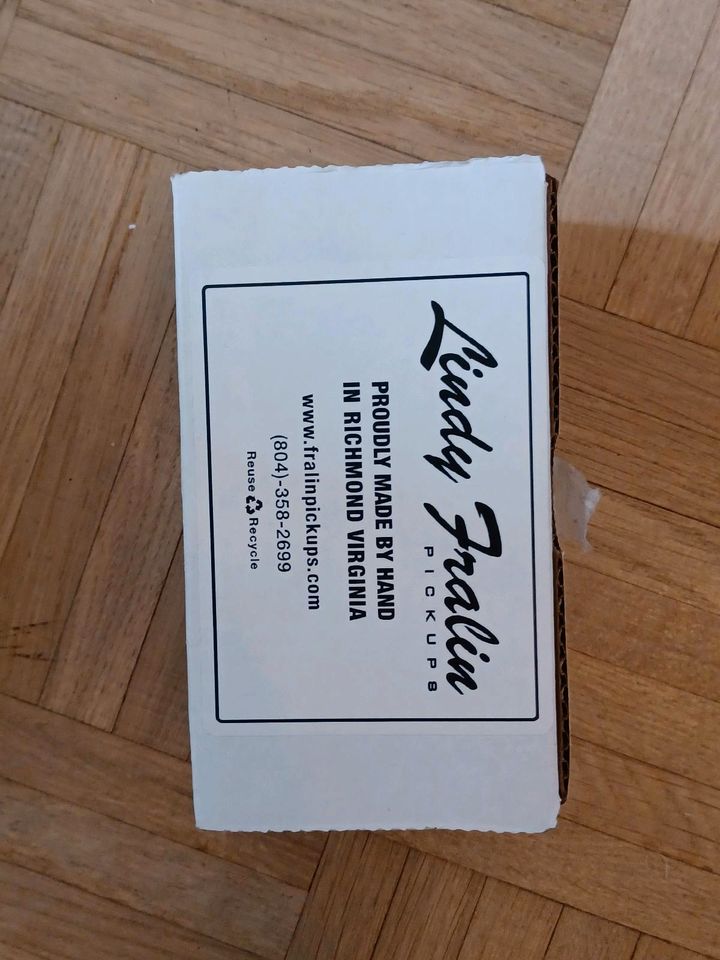 Lindy Fralin
PICKUPS
PROUDLY MADE BY HAND
IN RICHMOND VIRGINIA
www.fralinpickups.com
(804)-358-2699
Reuse Recycle